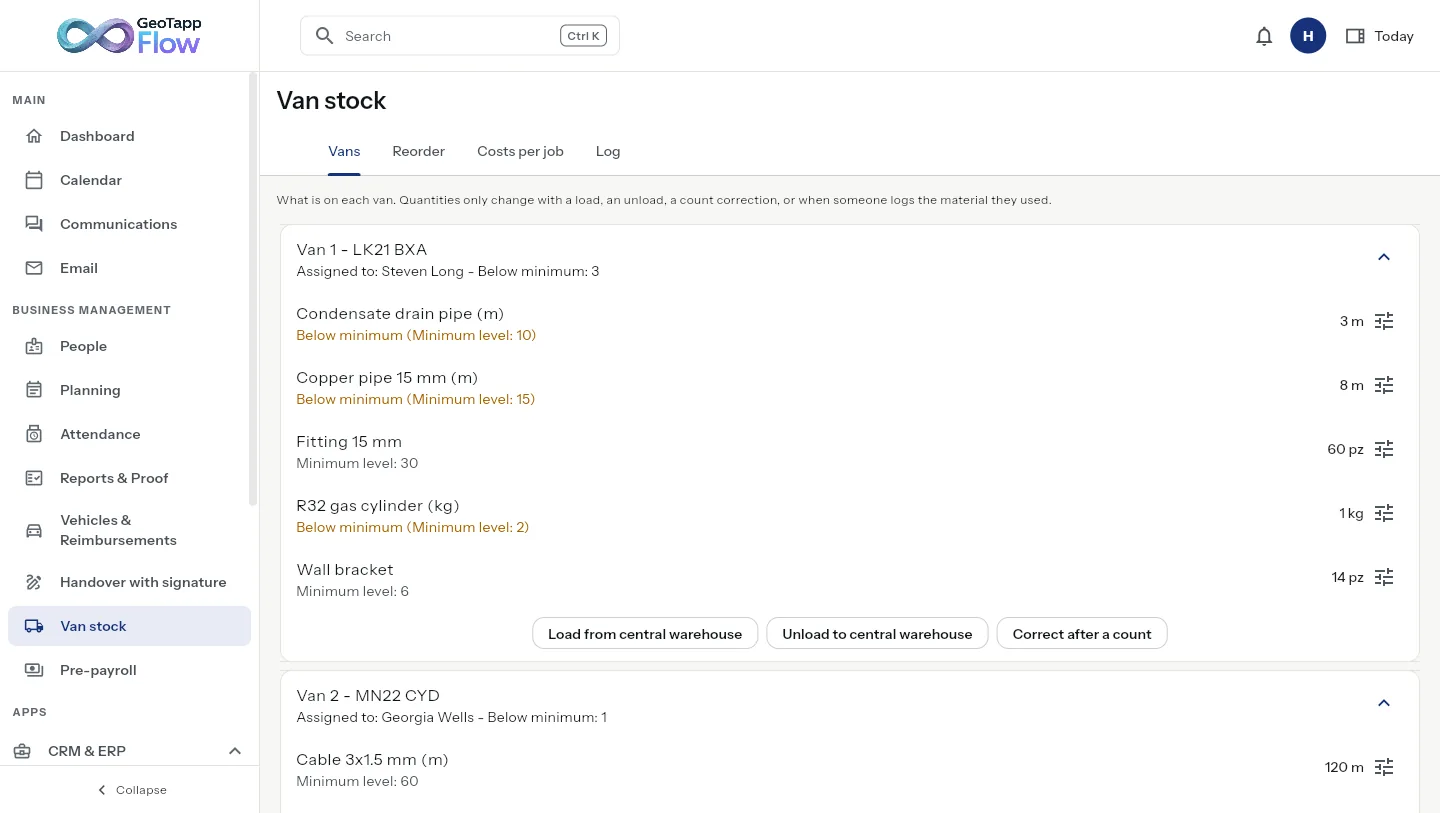 GeoTapp
Flow
Search
Ctrl K
H
Today
MAIN
Dashboard
Calendar
Communications
Email
BUSINESS MANAGEMENT
People
Planning
Attendance
Reports & Proof
Vehicles &
Reimbursements
Handover with signature
Van stock
Pre-payroll
APPS
CRM & ERP
Collapse
Van stock
Vans
Reorder
Costs per job
Log
What is on each van. Quantities only change with a load, an unload, a count correction, or when someone logs the material they used.
Van 1 - LK21 BXA
Assigned to: Steven Long - Below minimum: 3
Condensate drain pipe (m)
Below minimum (Minimum level: 10)
3 m
Copper pipe 15 mm (m)
Below minimum (Minimum level: 15)
8 m
Fitting 15 mm
Minimum level: 30
60 pz
R32 gas cylinder (kg)
Below minimum (Minimum level: 2)
1 kg
Wall bracket
Minimum level: 6
14 pz
Load from central warehouse
Unload to central warehouse
Correct after a count
Van 2 - MN22 CYD
Assigned to: Georgia Wells - Below minimum: 1
Cable 3x1.5 mm (m)
Minimum level: 60
120 m